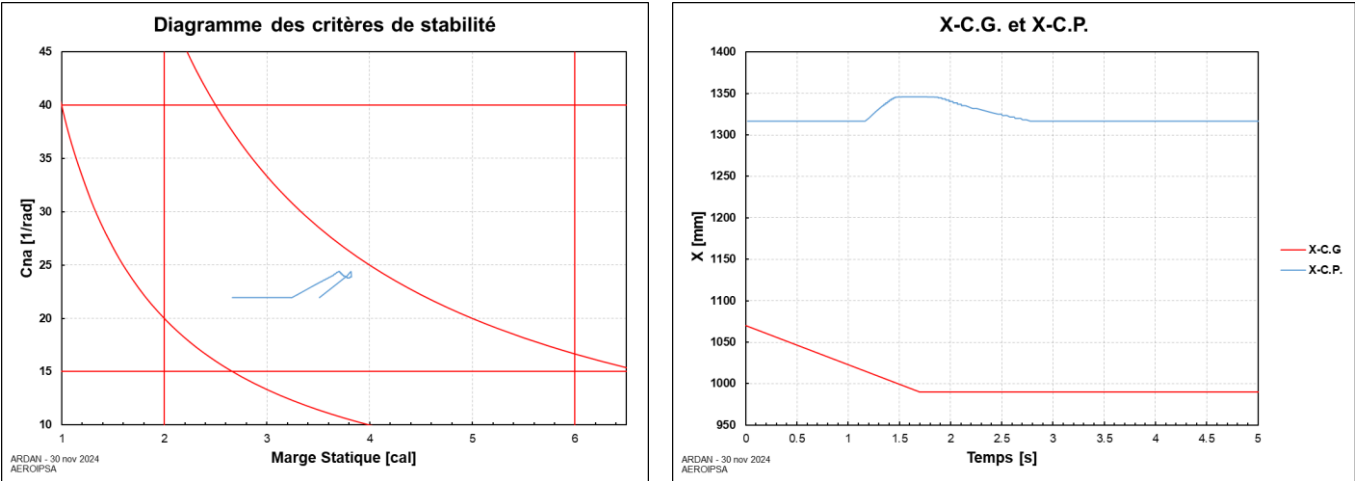 Diagramme des critères de stabilité
45
40
35
30
25
20
15
10
Cna [1/rad]
1
2
3
4
5
6
Marge Statique [cal]
ARDAN - 30 nov 2024
AEROIPSA
X-C.G. et X-C.P.
1400
1350
1300
1250
1200
1150
1100
1050
1000
950
X [mm]
0
0.5
1
1.5
2
2.5
3
3.5
4
4.5
5
Temps [s]
X-C.G
X-C.P.
ARDAN - 30 nov 2024
AEROIPSA